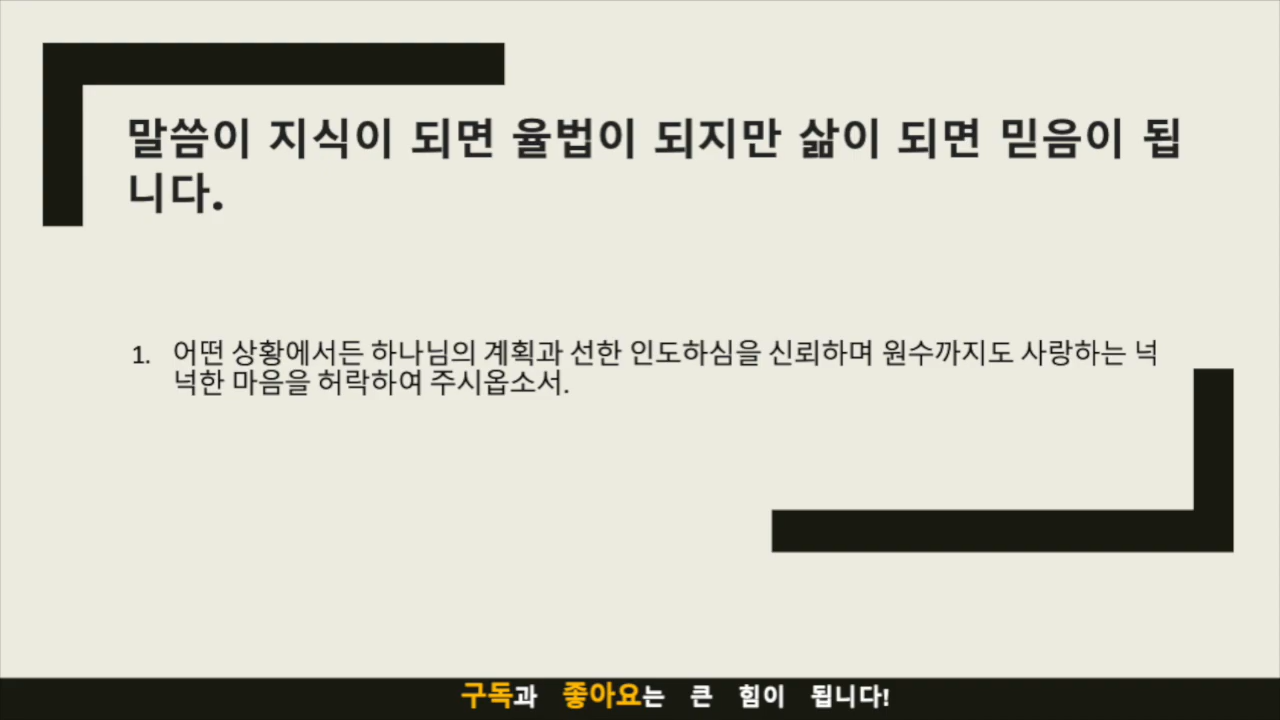 말씀이 지식이 되면 율법이 되지만 삶이 되면 믿음이 됩
니다.
1. 어떤 상황에서든 하나님의 계획과 선한 인도하심을 신뢰하며 원수까지도 사랑하는 넉
넉한 마음을 허락하여 주시옵소서.
구독과 좋아요는 큰 힘이 됩니다!